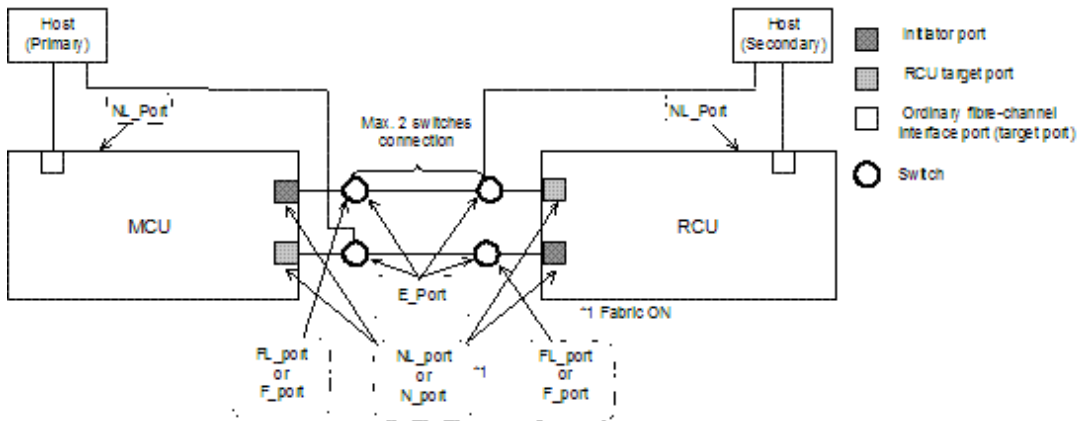 Host
(Primary)
Host
(Secondary)
Initiator port
RCU target port
Ordinary fibre-channel
interface port (target port)
Switch
NL_Port
Max. 2 switches
connection
NL_Port
MCU
RCU
E_Port
~1 Fabric ON
FL_port
or
F_port
NL_port
or
N_port
~1
FL_port
or
F_port